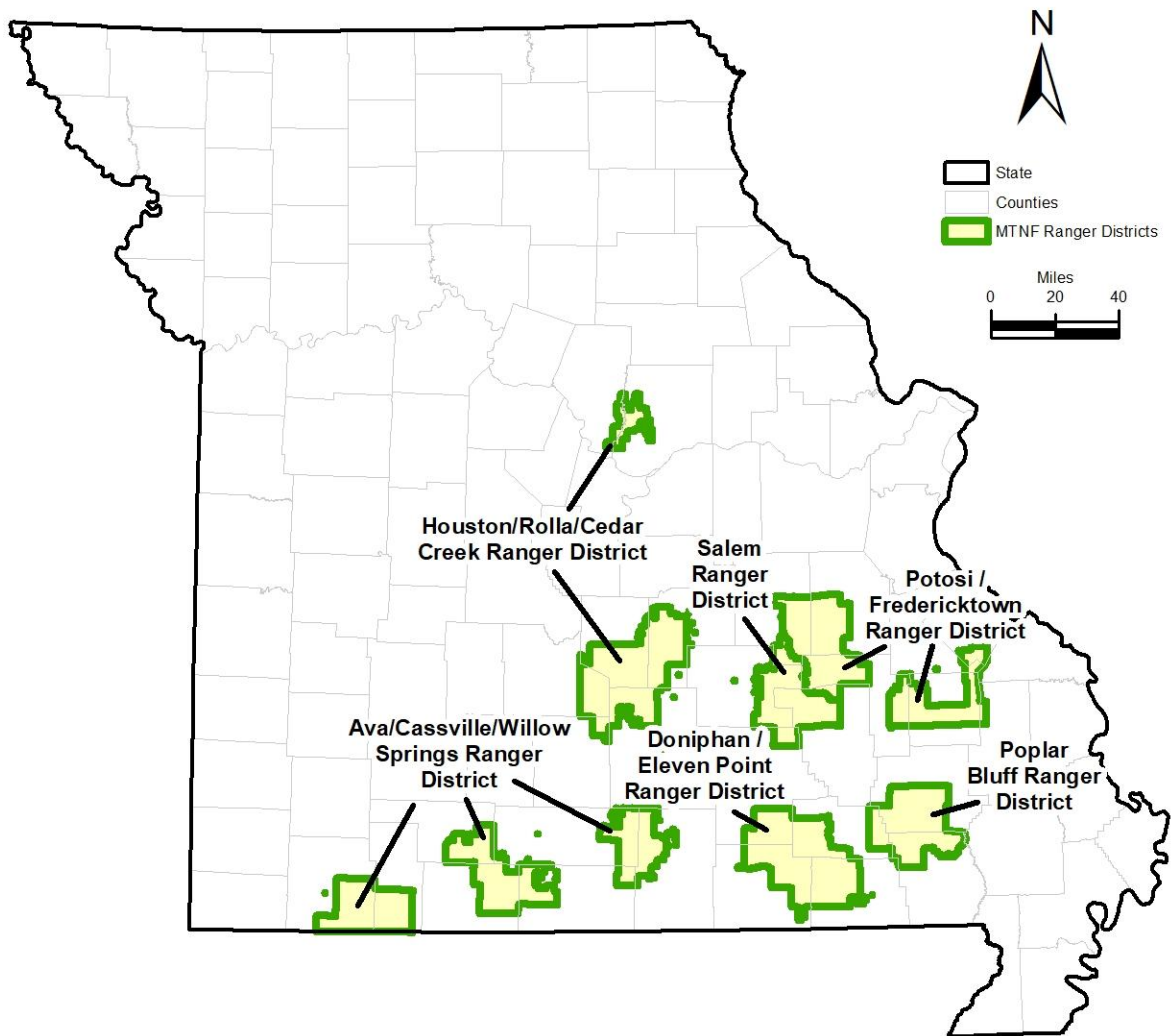 N
State
Counties
MTNF Ranger Districts
Miles
0 20 40
Houston/Rolla/Cedar
Creek Ranger District
Salem
Ranger
District
Potosi /
Fredericktown
Ranger District
Ava/Cassville/Willow
Springs Ranger
District
Doniphan /
Eleven Point
Ranger District
Poplar
Bluff Ranger
District